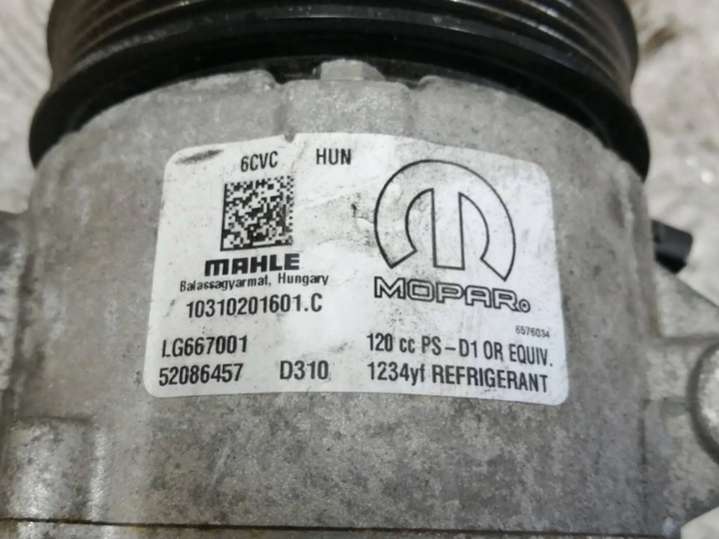 6CVC HUN
MAHLE
Balassagyarmat, Hungary
10310201601.C
LG667001
52086457 D310
MOPAR®
6576034
120 cc PS-D1 OR EQUIV.
1234yf REFRIGERANT